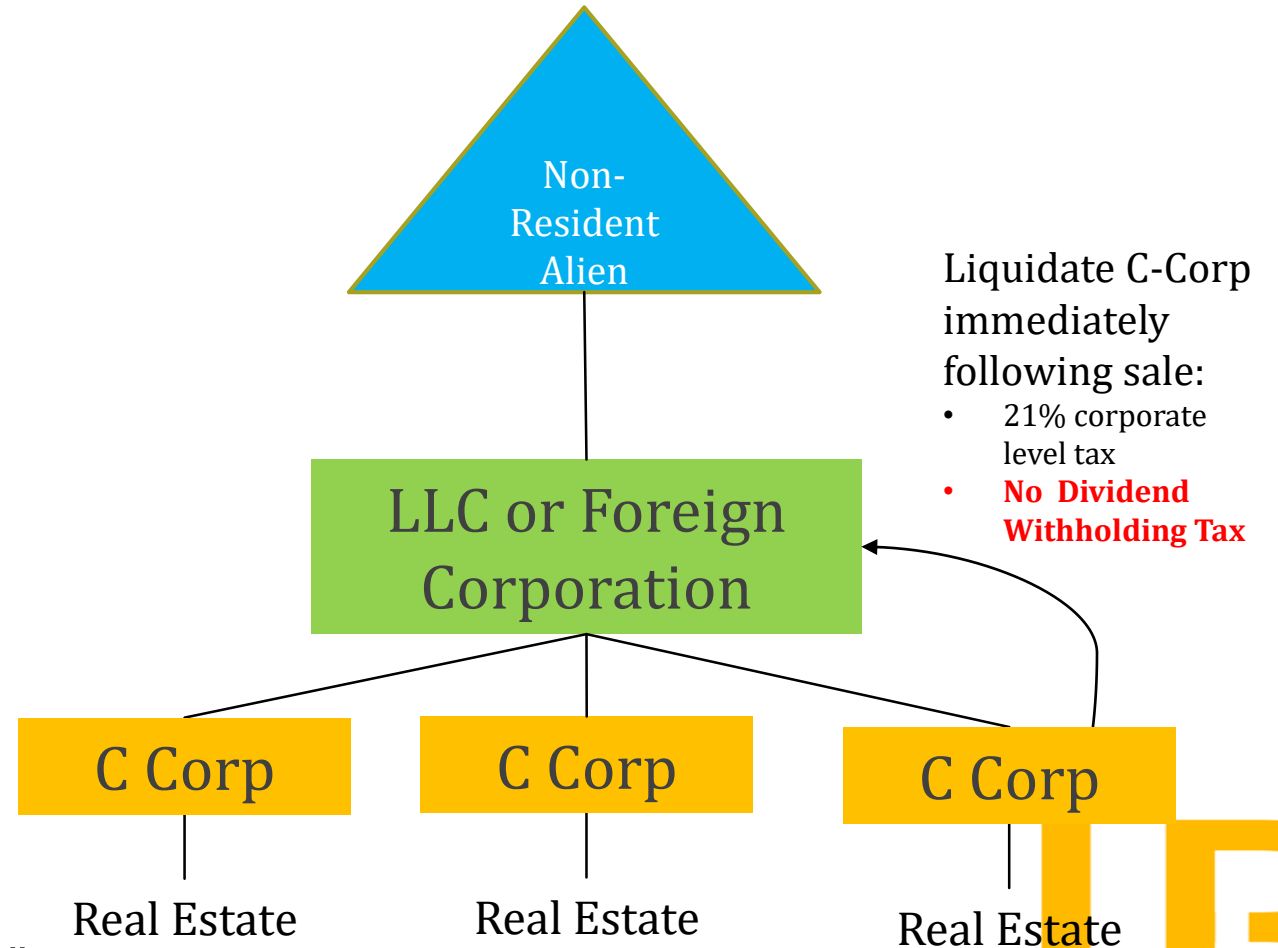 Non-
Resident
Alien
Liquidate C-Corp
immediately
following sale:
• 21% corporate
level tax
• No Dividend
Withholding Tax
LLC or Foreign
Corporation
C Corp
C Corp
C Corp
Real Estate
Real Estate
Real Estate